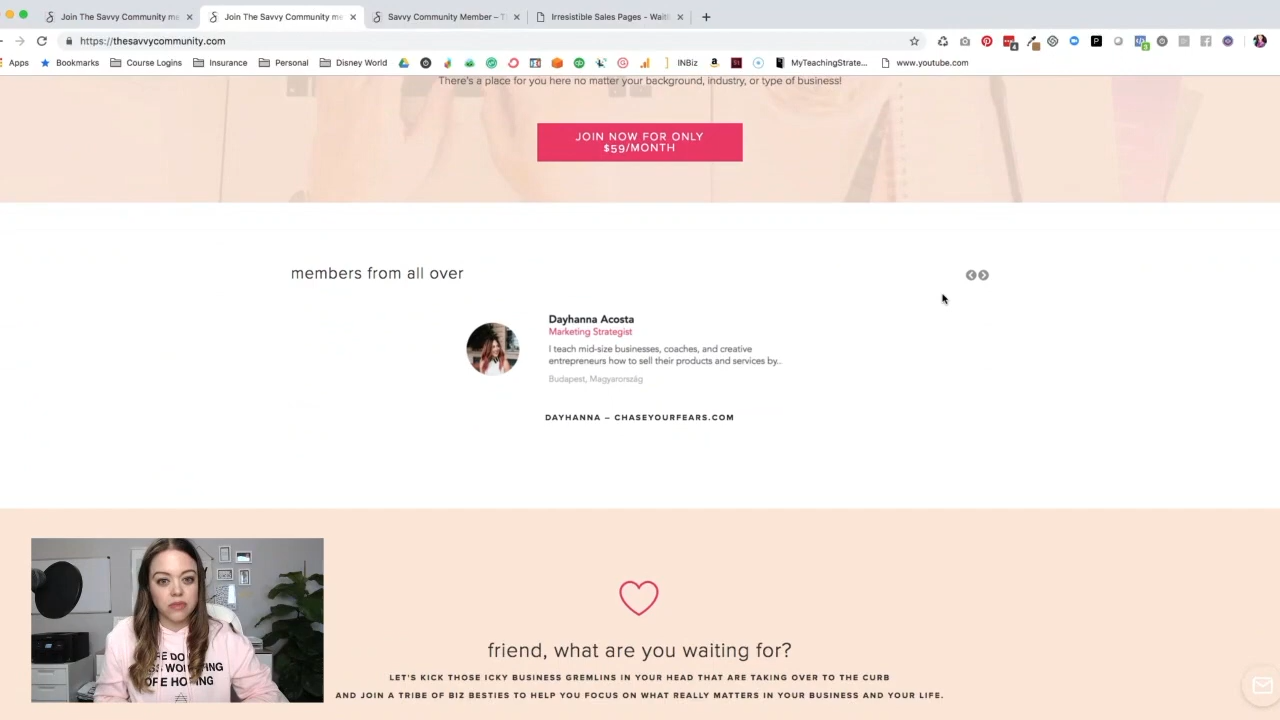 Join The Savvy Community me
Join The Savvy Community me
Savvy Community Member – T
Irresistible Sales Pages - Waiti
https://thesavvycommunity.com
Apps
Bookmarks
Course Logins
Insurance
Personal
Disney World
INBiz
MyTeachingStrate...
www.youtube.com
There's a place for you here no matter your background, industry, or type of business!
JOIN NOW FOR ONLY
$59/MONTH
members from all over
Dayhanna Acosta
Marketing Strategist
I teach mid-size businesses, coaches, and creative
entrepreneurs how to sell their products and services by..
Budapest, Magyarország
DAYHANNA – CHASEYOURFEARS.COM
friend, what are you waiting for?
LET'S KICK THOSE ICKY BUSINESS GREMLINS IN YOUR HEAD THAT ARE TAKING OVER TO THE CURB
AND JOIN A TRIBE OF BIZ BESTIES TO HELP YOU FOCUS ON WHAT REALLY MATTERS IN YOUR BUSINESS AND YOUR LIFE.